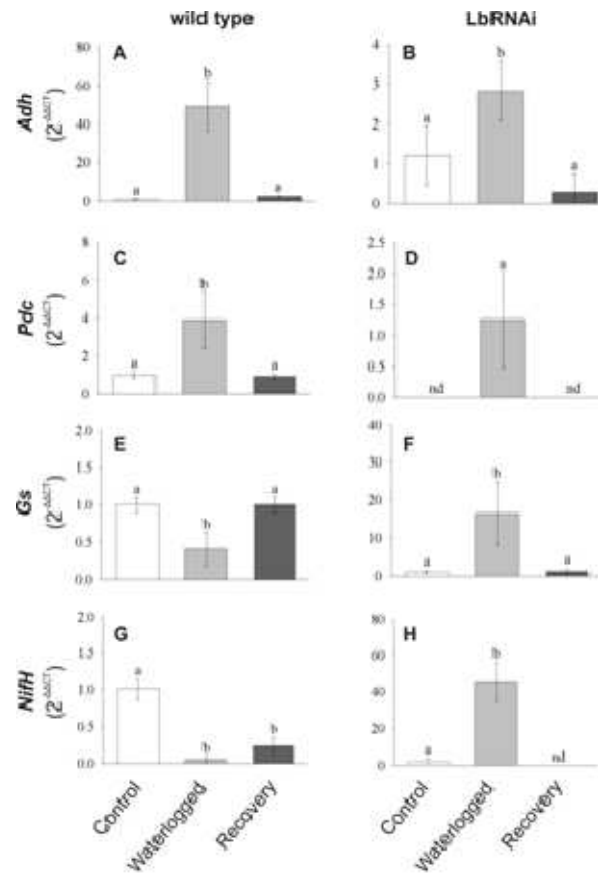 wild type LbRNAi
A
Adh
(2^-ΔΔCT)
80
60
40
20
0
a
b
a
B
4
3
2
1
0
a
b
a
C
Pdc
(2^-ΔΔCT)
8
6
4
2
0
a
b
a
D
2.5
2.0
1.5
1.0
0.5
0.0
nd
a
nd
E
Gs
(2^-ΔΔCT)
2.0
1.5
1.0
0.5
0.0
a
b
a
F
40
30
20
10
0
a
b
a
G
NifH
(2^-ΔΔCT)
2.0
1.5
1.0
0.5
0.0
a
b
b
H
80
60
40
20
0
a
b
nd
Control
Waterlogged
Recovery
Control
Waterlogged
Recovery